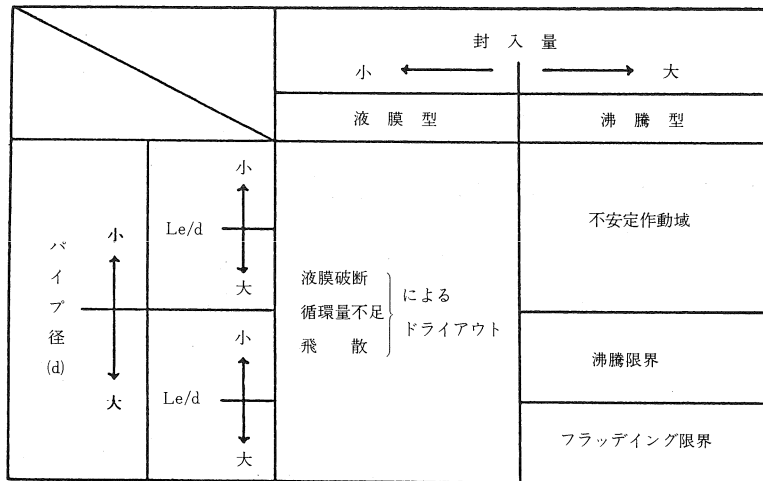 封入量
小 大
液膜型 沸騰型
パイプ径(d)
小
大
Le/d
小
大
Le/d
小
大
液膜破断
循環量不足
飛散
による
ドライアウト
不安定作動域
沸騰限界
フラッデイング限界